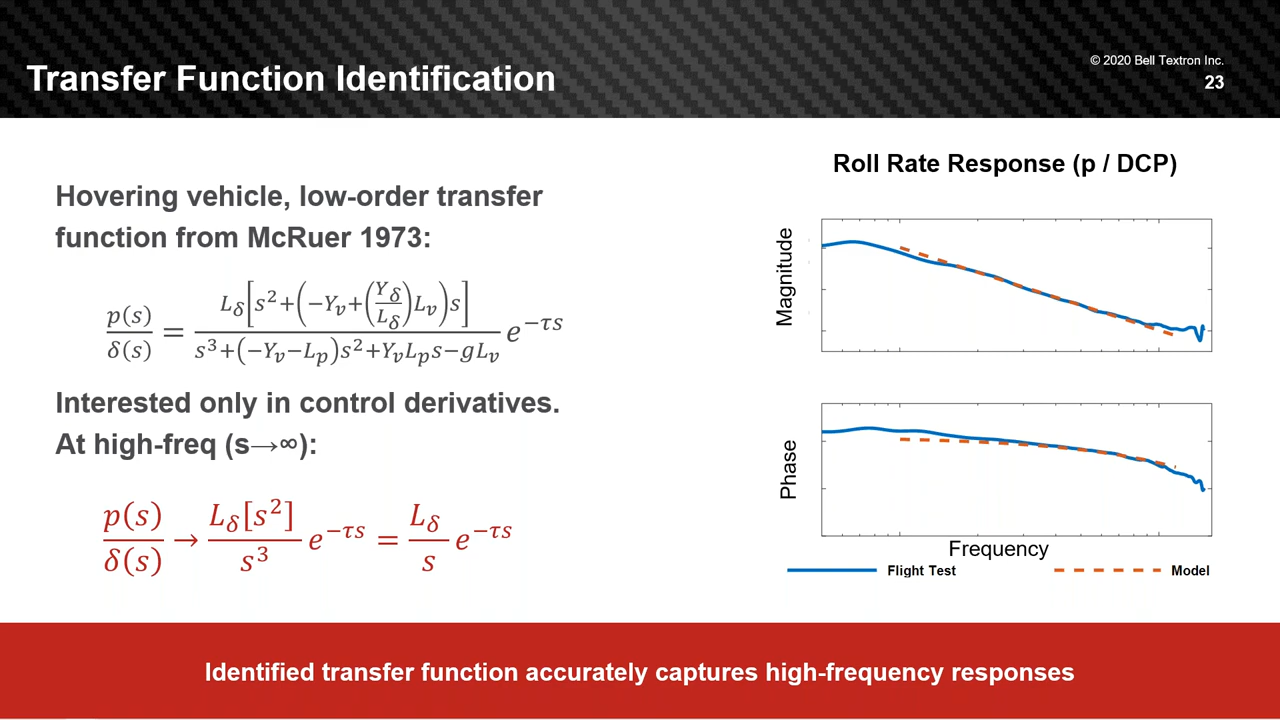 Transfer Function Identification
© 2020 Bell Textron Inc.
23
Hovering vehicle, low-order transfer
function from McRuer 1973:
p(s)/δ(s) = L_δ[s²+(−Y_v+(Y_δ/L_δ)L_v)s] / s³+(−Y_v−L_p)s²+Y_vL_ps−gL_v e^−τs
Interested only in control derivatives.
At high-freq (s→∞):
p(s)/δ(s) → L_δ[s²]/s³ e^−τs = L_δ/s e^−τs
Roll Rate Response (p / DCP)
Magnitude
Phase
Frequency
Flight Test
Model
Identified transfer function accurately captures high-frequency responses